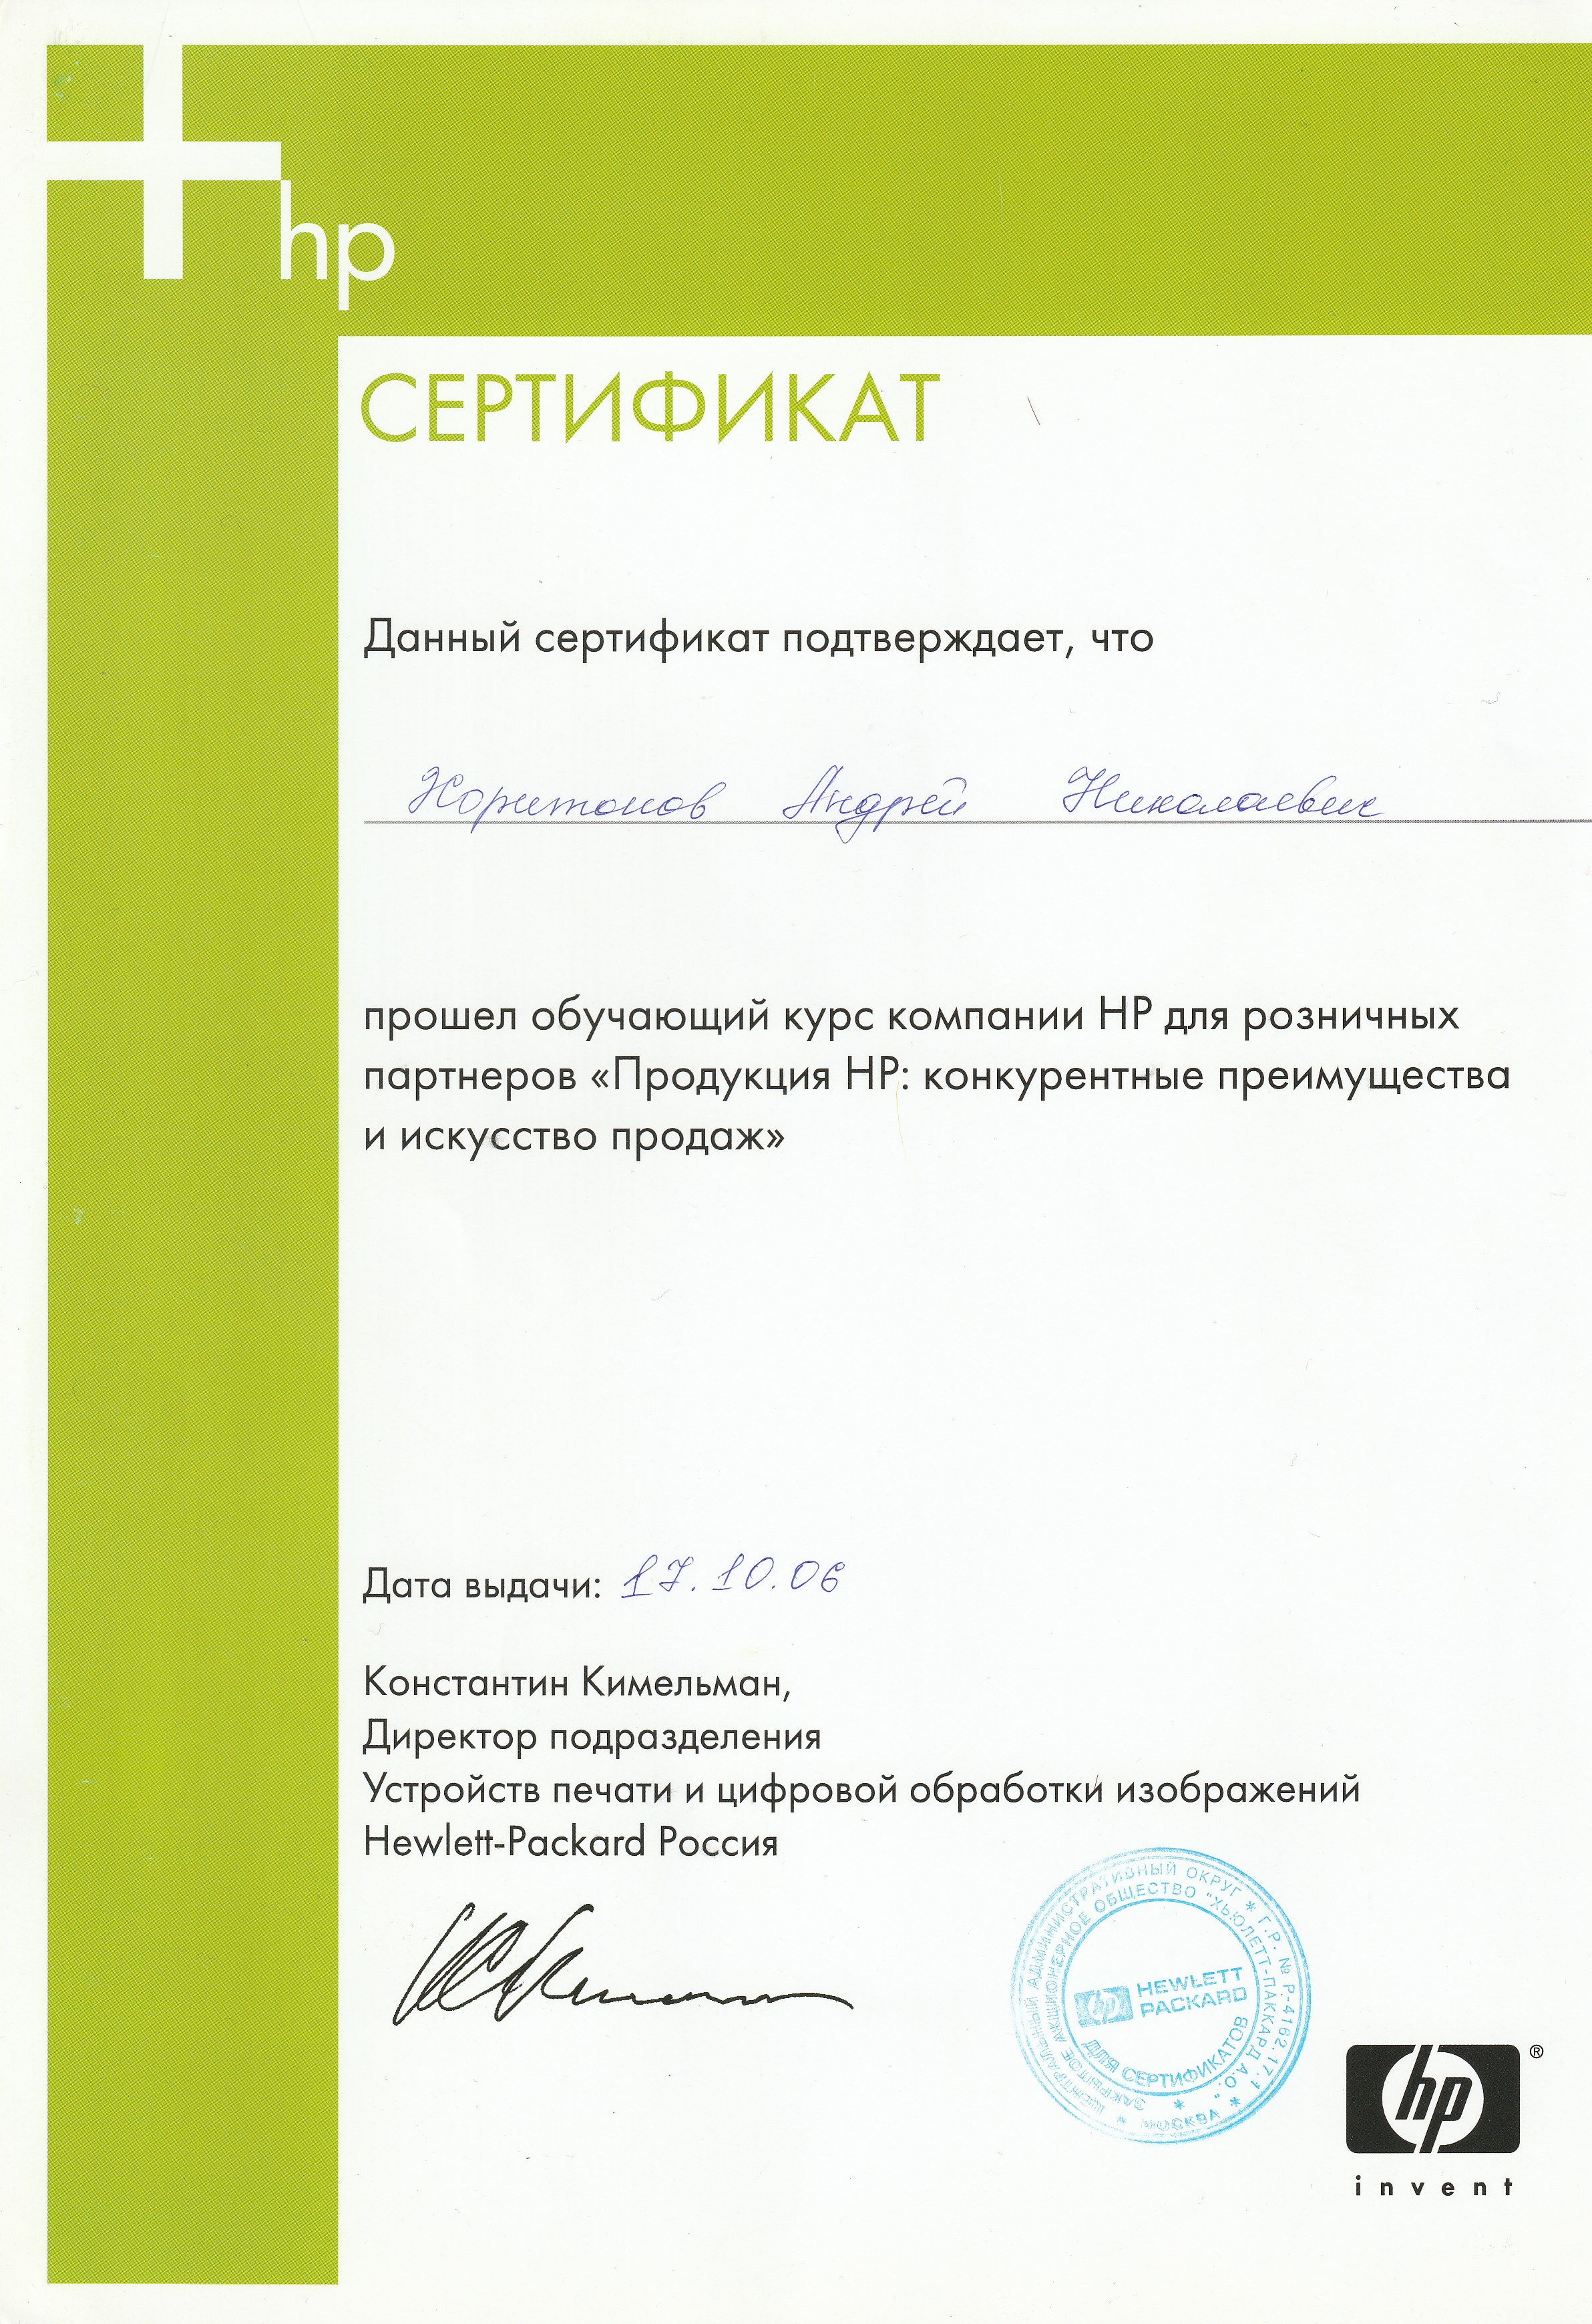 hp
СЕРТИФИКАТ
Данный сертификат подтверждает, что
Харитонов Андрей Николаевич
прошел обучающий курс компании HP для розничных
партнеров «Продукция HP: конкурентные преимущества
и искусство продаж»
Дата выдачи: 17.10.06
Константин Кимельман,
Директор подразделения
Устройств печати и цифровой обработки изображений
Hewlett-Packard Россия
ЦЕНТРАЛЬНЫЙ АДМИНИСТРАТИВНЫЙ ОКРУГ * Г.Р. № Р-4162.17.1 * МОСКВА *
ЗАКРЫТОЕ АКЦИОНЕРНОЕ ОБЩЕСТВО "ХЬЮЛЕТТ-ПАККАРД А.О." *
hp HEWLETT
PACKARD
ДЛЯ СЕРТИФИКАТОВ
hp ®
invent